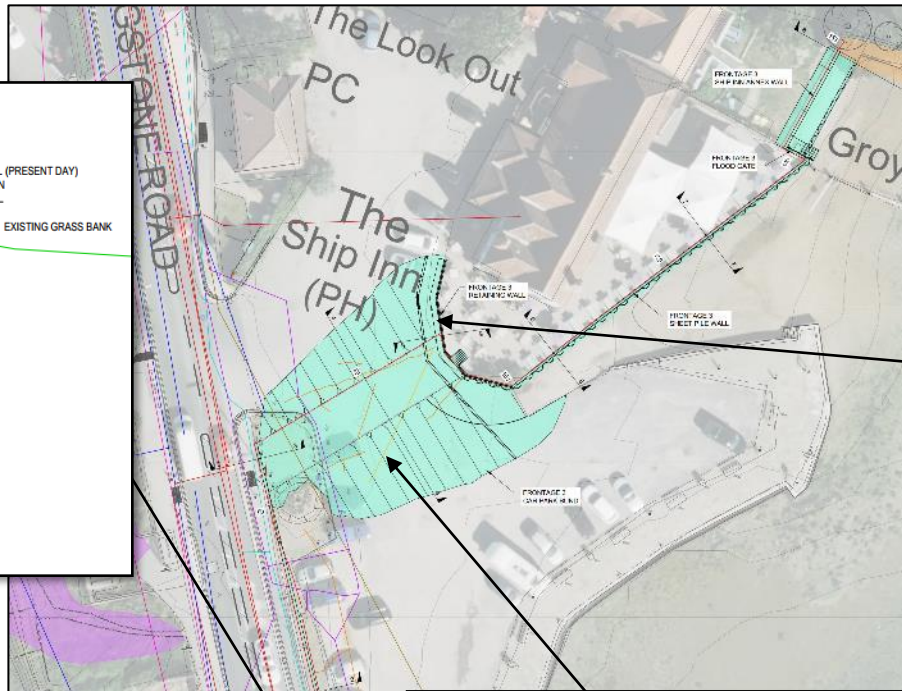 The Look Out
PC
GSTONE ROAD
L (PRESENT DAY)
N
EXISTING GRASS BANK
FRONTAGE 3
SHIP INN ANNEX WALL
Groy
FRONTAGE 3
FLOOD GATE
The
Ship Inn
(PH)
FRONTAGE 3
RETAINING WALL
FRONTAGE 3
SHEET PILE WALL
FRONTAGE 3
CAR PARK BUND